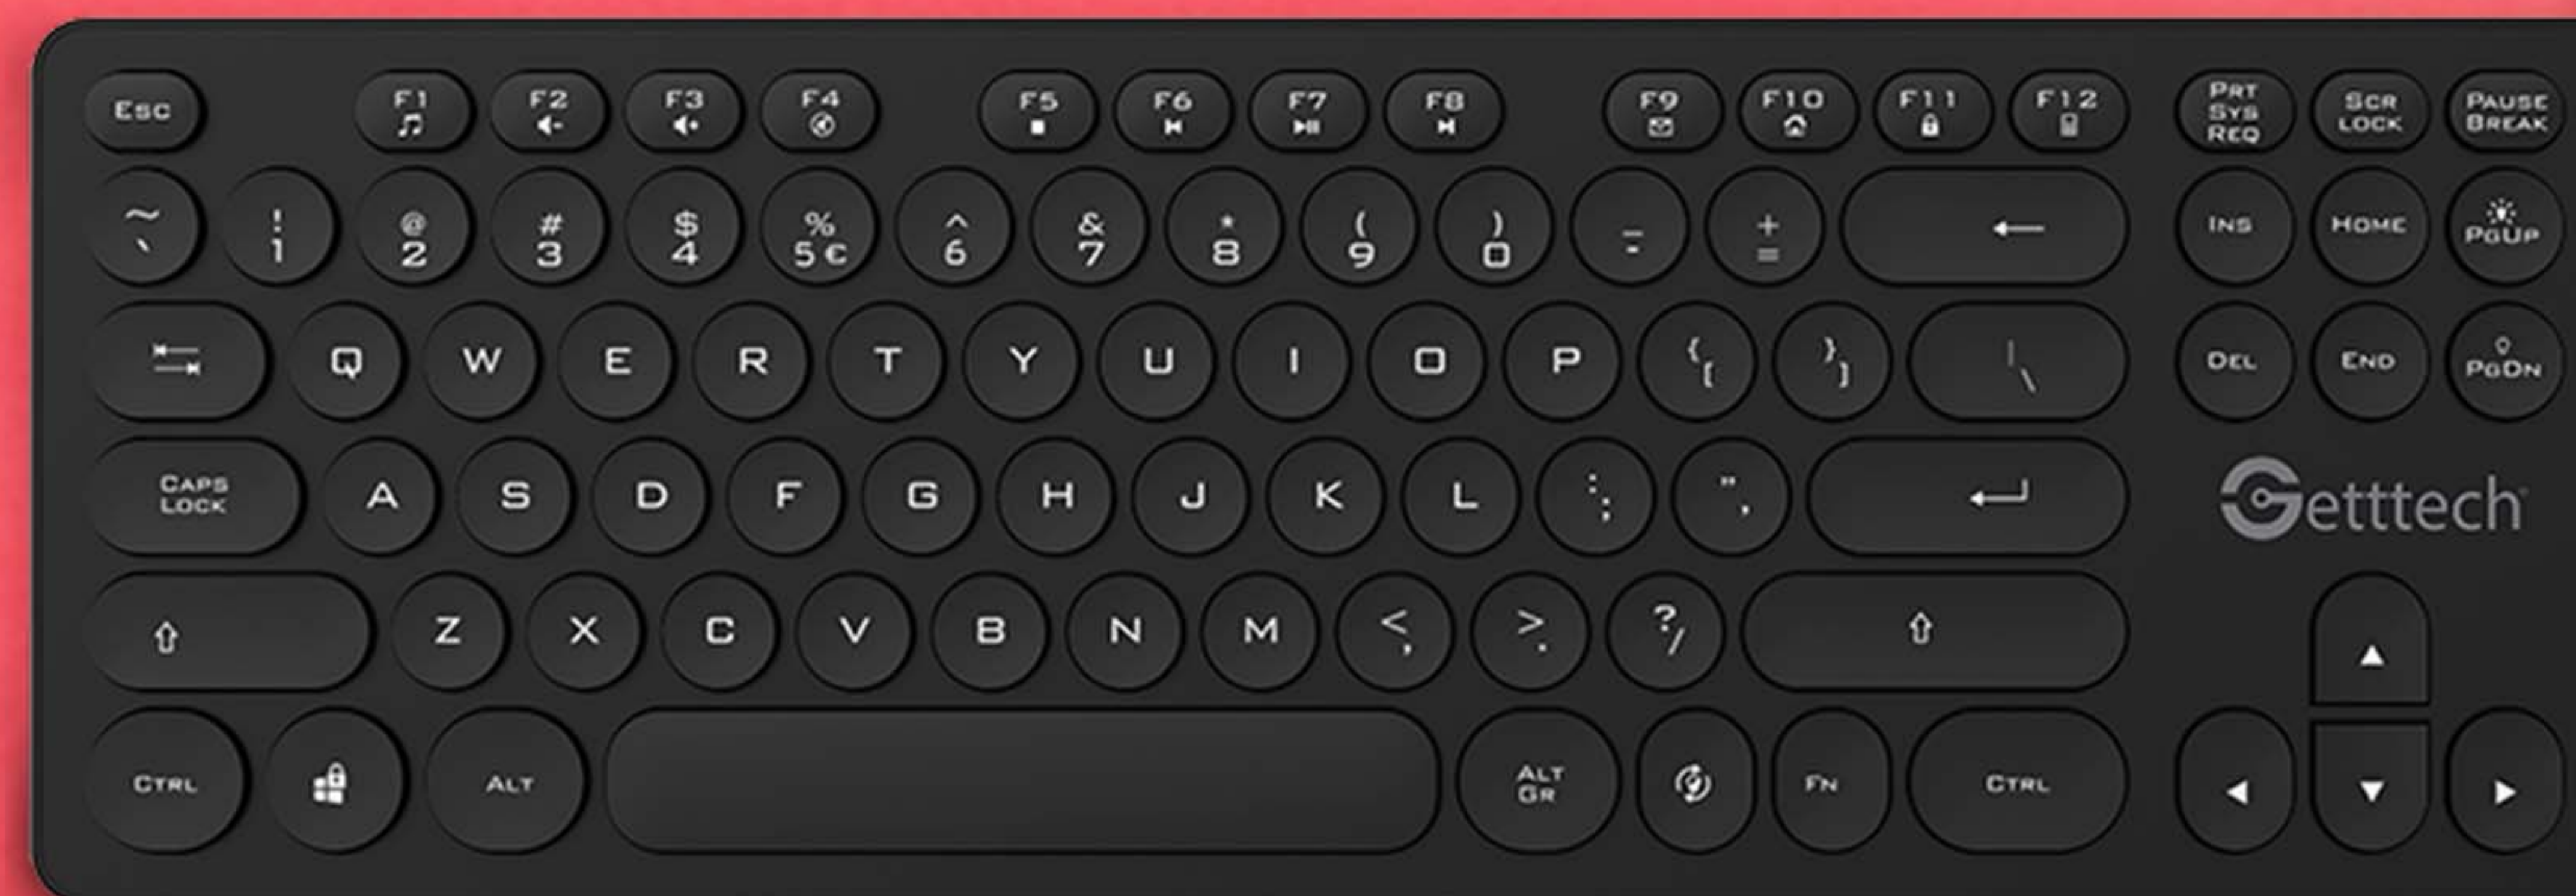 Esc F1 F2 F3 F4 F5 F6 F7 F8 F9 F10 F11 F12 PRT SYS REQ SCR LOCK PAUSE BREAK
~ ! @ # $ % ^ & * ( ) _ +
` 1 2 3 4 5 € 6 7 8 9 0 - = ← INS HOME PGUP
Q W E R T Y U I O P { [ } ] | \ DEL END PGDN
CAPS LOCK A S D F G H J K L : ; " ' Getttech
Z X C V B N M < , > . ? /
CTRL ALT ALT GR FN CTRL